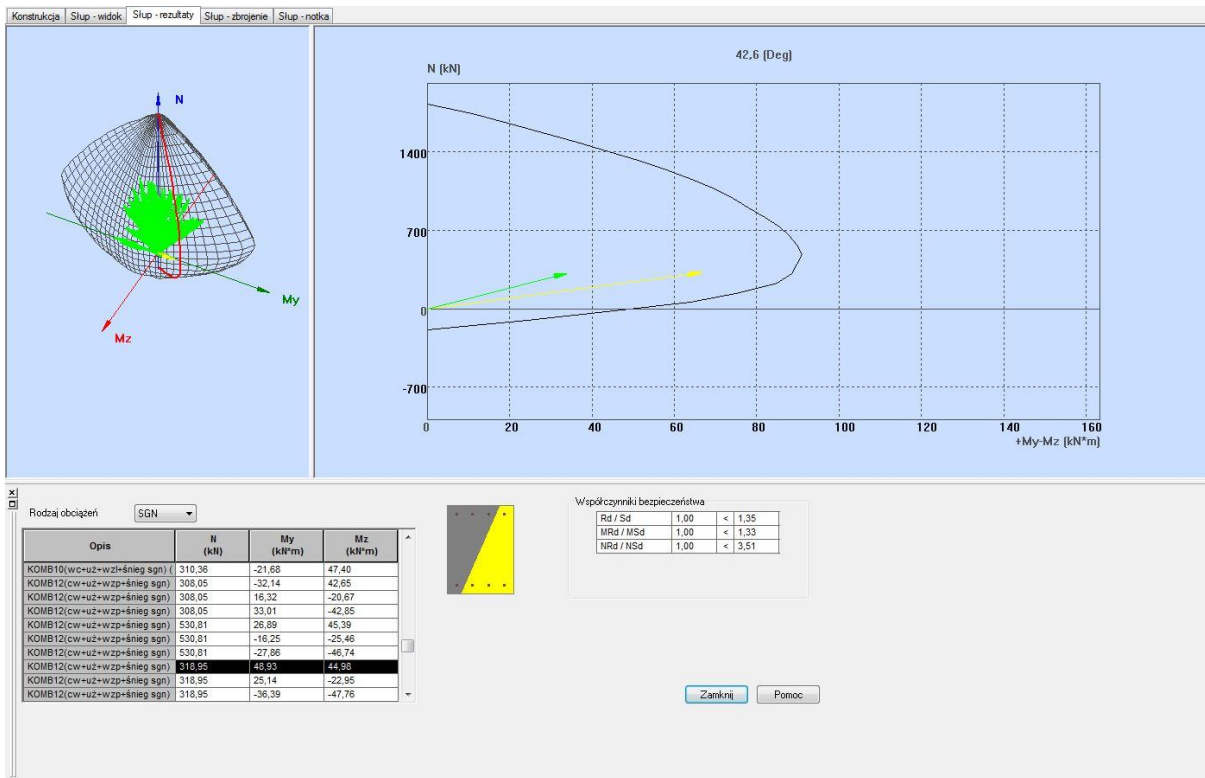 Konstrukcja Słup - widok Słup - rezultaty Słup - zbrojenie Słup - notka
N
My
Mz
42,6 (Deg)
N (kN)
1400
700
0
-700
0 20 40 60 80 100 120 140 160
+My-Mz (kN*m)
Rodzaj obciążeń SGN
Opis N (kN) My (kN*m) Mz (kN*m)
KOMB10(wc+uż+wzl+śnieg sgn) ( 310,36 -21,68 47,40
KOMB12(cw+uż+wzp+śnieg sgn) 308,05 -32,14 42,65
KOMB12(cw+uż+wzp+śnieg sgn) 308,05 16,32 -20,67
KOMB12(cw+uż+wzp+śnieg sgn) 308,05 33,01 -42,85
KOMB12(cw+uż+wzp+śnieg sgn) 530,81 26,89 45,39
KOMB12(cw+uż+wzp+śnieg sgn) 530,81 -16,25 -25,46
KOMB12(cw+uż+wzp+śnieg sgn) 530,81 -27,86 -46,74
KOMB12(cw+uż+wzp+śnieg sgn) 318,95 48,93 44,98
KOMB12(cw+uż+wzp+śnieg sgn) 318,95 25,14 -22,95
KOMB12(cw+uż+wzp+śnieg sgn) 318,95 -36,39 -47,76
Współczynniki bezpieczeństwa
Rd / Sd 1,00 < 1,35
MRd / MSd 1,00 < 1,33
NRd / NSd 1,00 < 3,51
Zamknij Pomoc